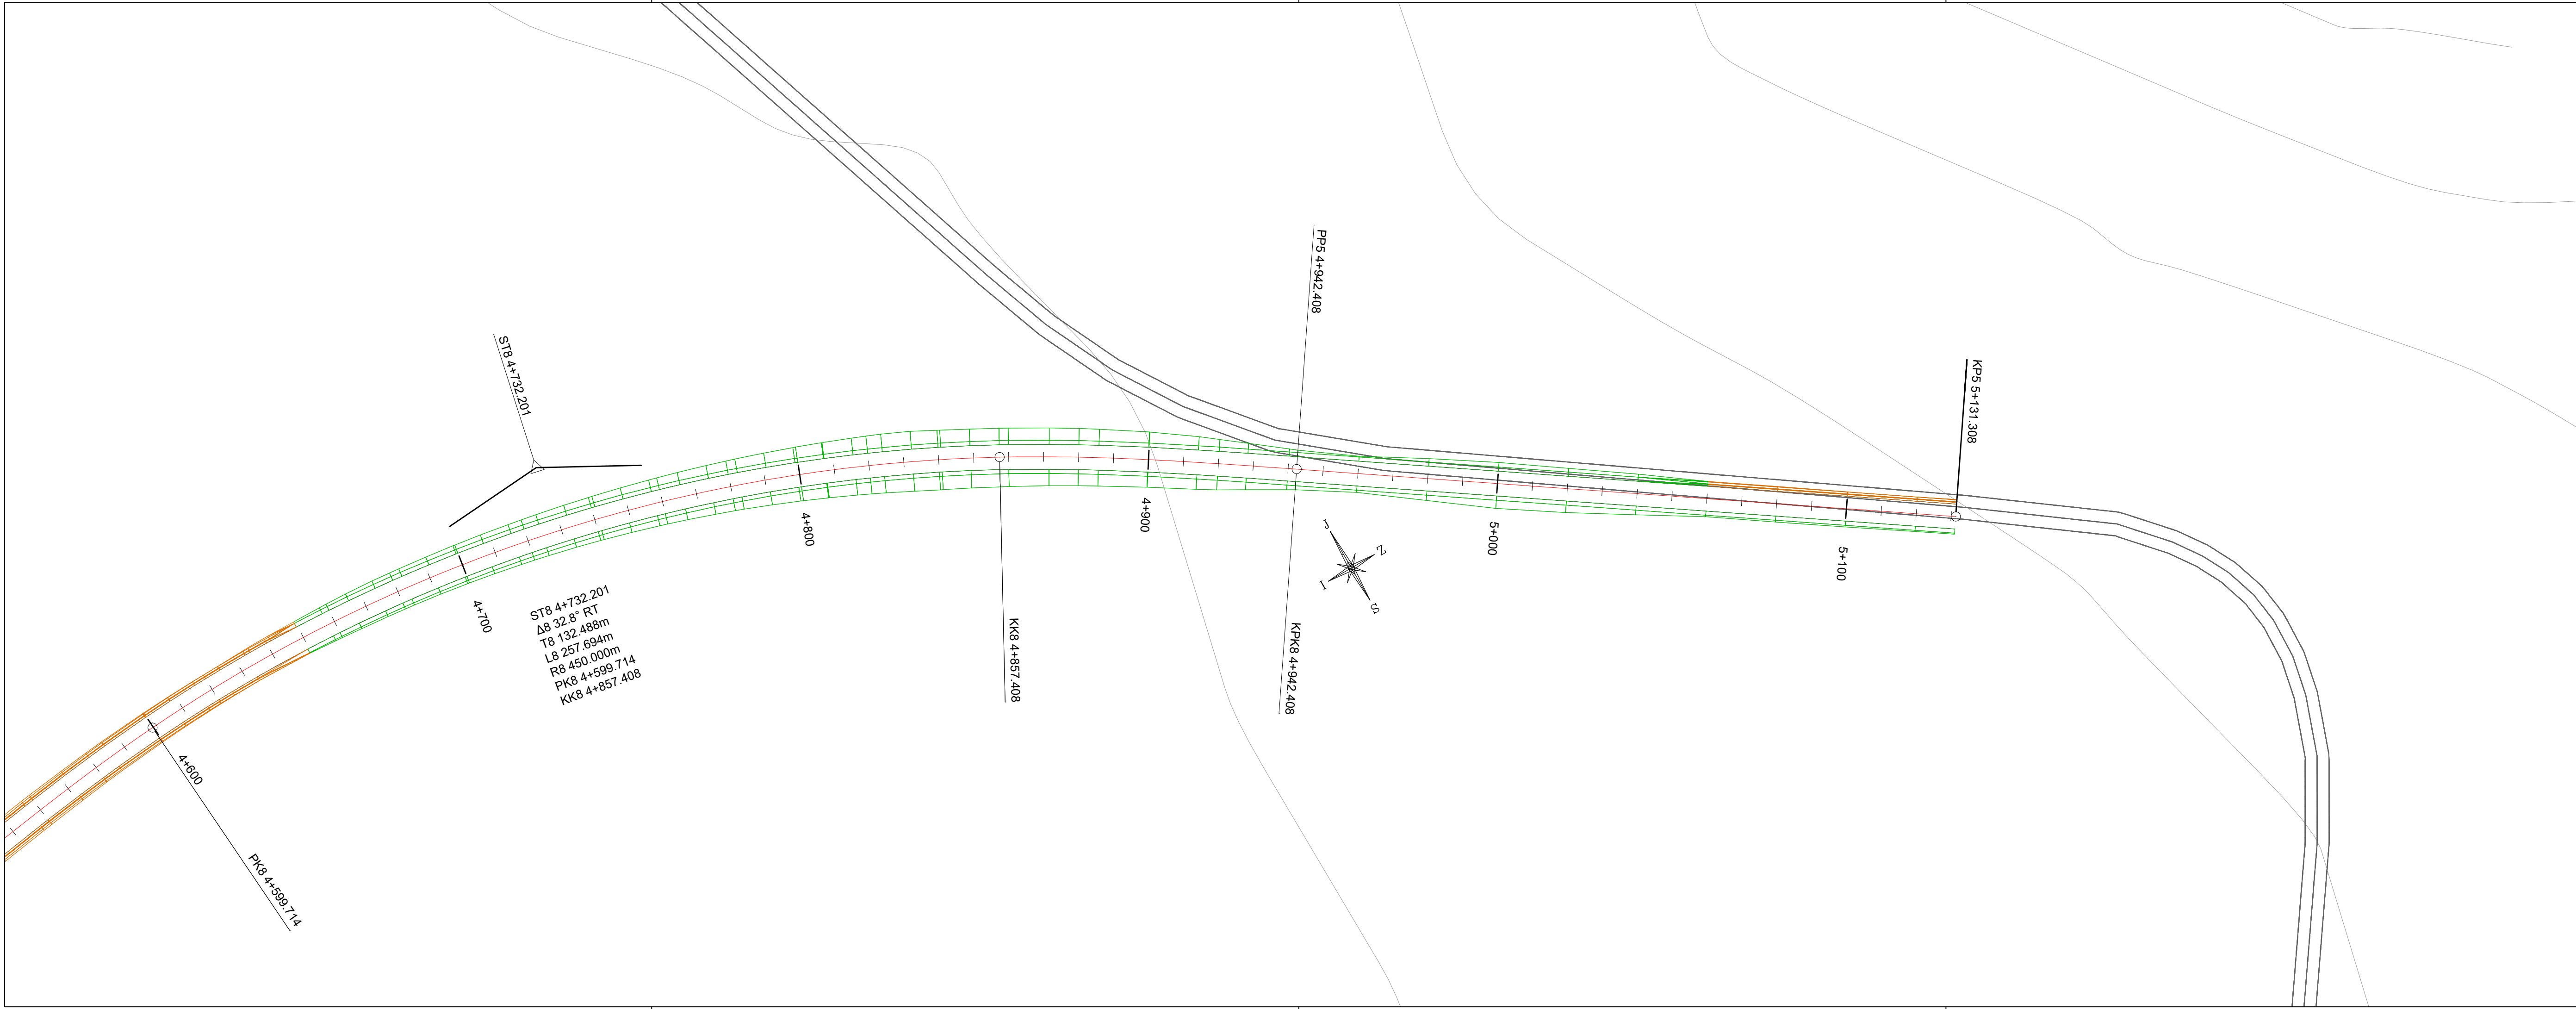 PP5 4+942.408
ST8 4+732.201
KP5 5+131.308
4+800
4+900
5+000
5+100
J
Z
I
S
4+700
ST8 4+732.201
Δ8 32.8° RT
T8 132.488m
L8 257.694m
R8 450.000m
PK8 4+599.714
KK8 4+857.408
KK8 4+857.408
KPK8 4+942.408
4+600
PK8 4+599.714